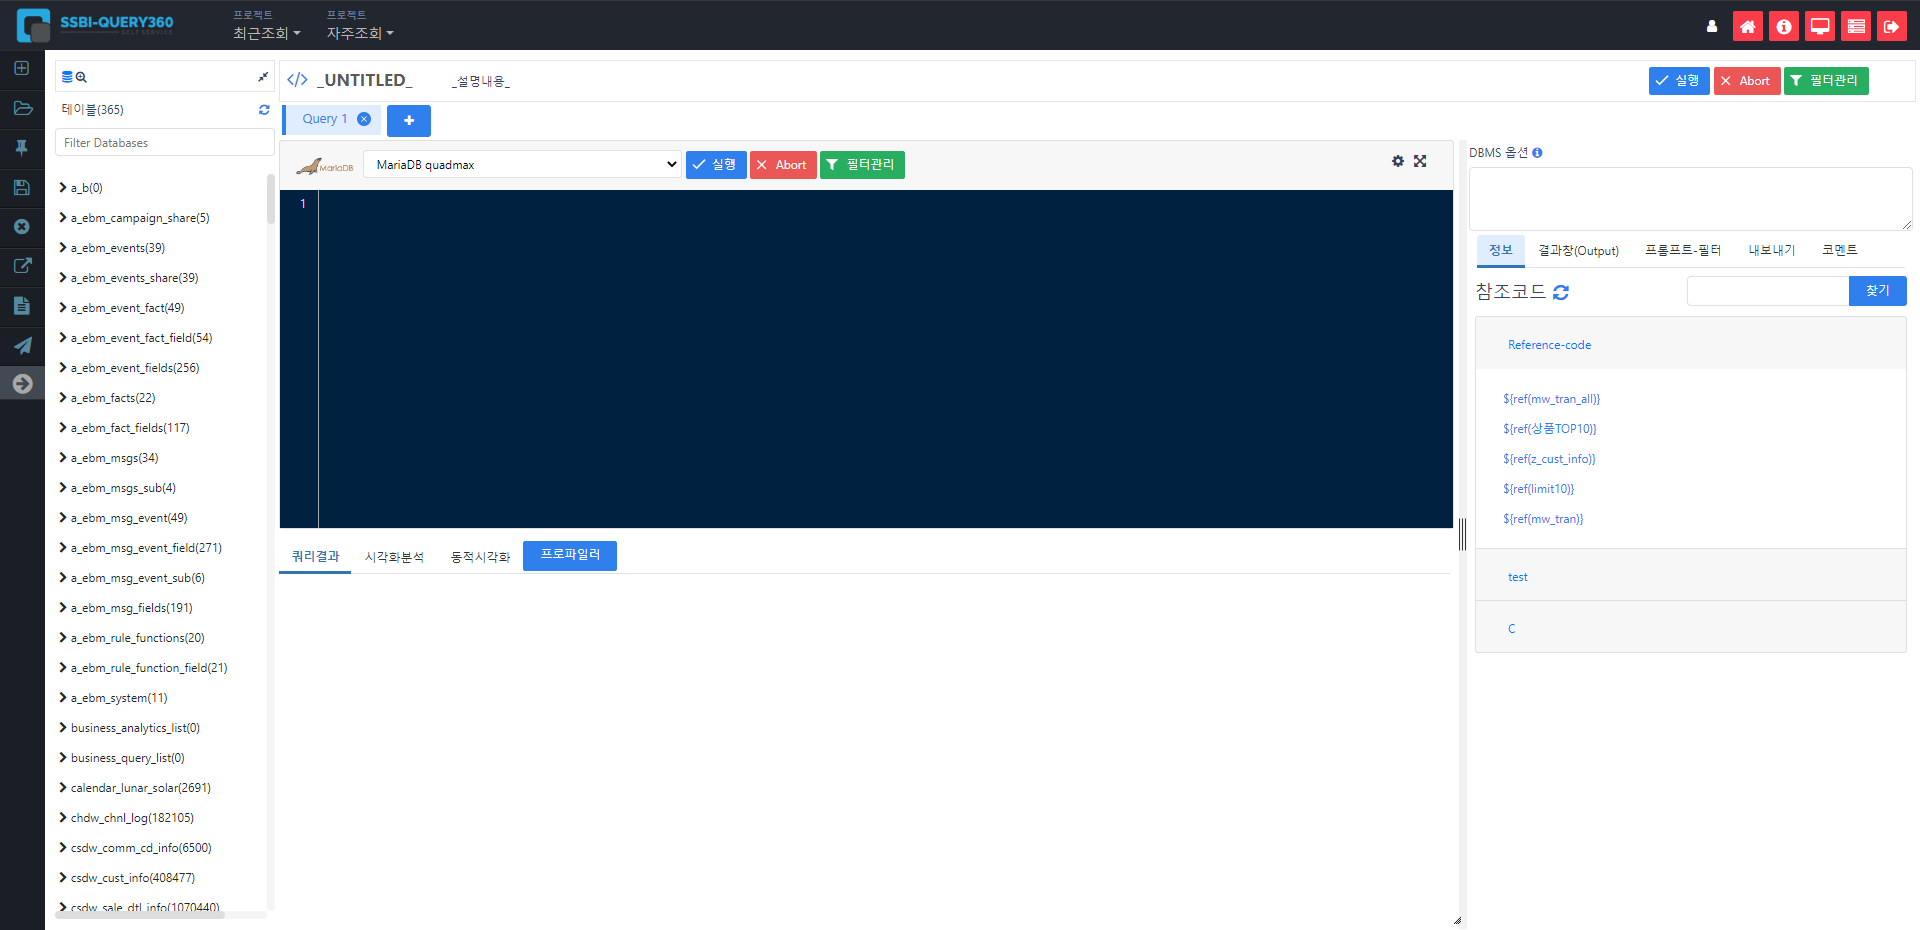 SSBI-QUERY360
SELF SERVICE
프로젝트
최근조회
프로젝트
자주조회
테이블(365)
Filter Databases
a_b(0)
a_ebm_campaign_share(5)
a_ebm_events(39)
a_ebm_events_share(39)
a_ebm_event_fact(49)
a_ebm_event_fact_field(54)
a_ebm_event_fields(256)
a_ebm_facts(22)
a_ebm_fact_fields(117)
a_ebm_msgs(34)
a_ebm_msgs_sub(4)
a_ebm_msg_event(49)
a_ebm_msg_event_field(271)
a_ebm_msg_event_sub(6)
a_ebm_msg_fields(191)
a_ebm_rule_functions(20)
a_ebm_rule_function_field(21)
a_ebm_system(11)
business_analytics_list(0)
business_query_list(0)
calendar_lunar_solar(2691)
chdw_chnl_log(182105)
csdw_comm_cd_info(6500)
csdw_cust_info(408477)
csdw_sale_dtl_info(1070440)
</> _UNTITLED_ _설명내용_
실행 Abort 필터관리
Query 1
MariaDB MariaDB quadmax 실행 Abort 필터관리
1
쿼리결과 시각화분석 동적시각화 프로파일러
DBMS 옵션
정보 결과창(Output) 프롬프트-필터 내보내기 코멘트
참조코드 찾기
Reference-code
${ref(mw_tran_all)}
${ref(상품TOP10)}
${ref(z_cust_info)}
${ref(limit10)}
${ref(mw_tran)}
test
C